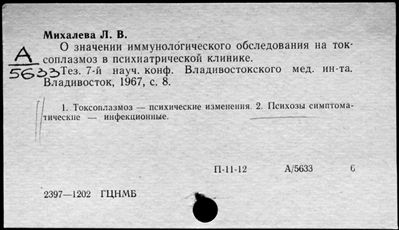 Михалева Л. В.
О значении иммунологического обследования на ток-
А
соплазмоз в психиатрической клинике.
5633
Тез. 7-й науч. конф. Владивостокского мед. ин-та.
Владивосток, 1967, с. 8.
1. Токсоплазмоз — психические изменения. 2. Психозы симптома-
тические — инфекционные.
П-11-12 А/5633 6
2397—1202 ГЦНМБ